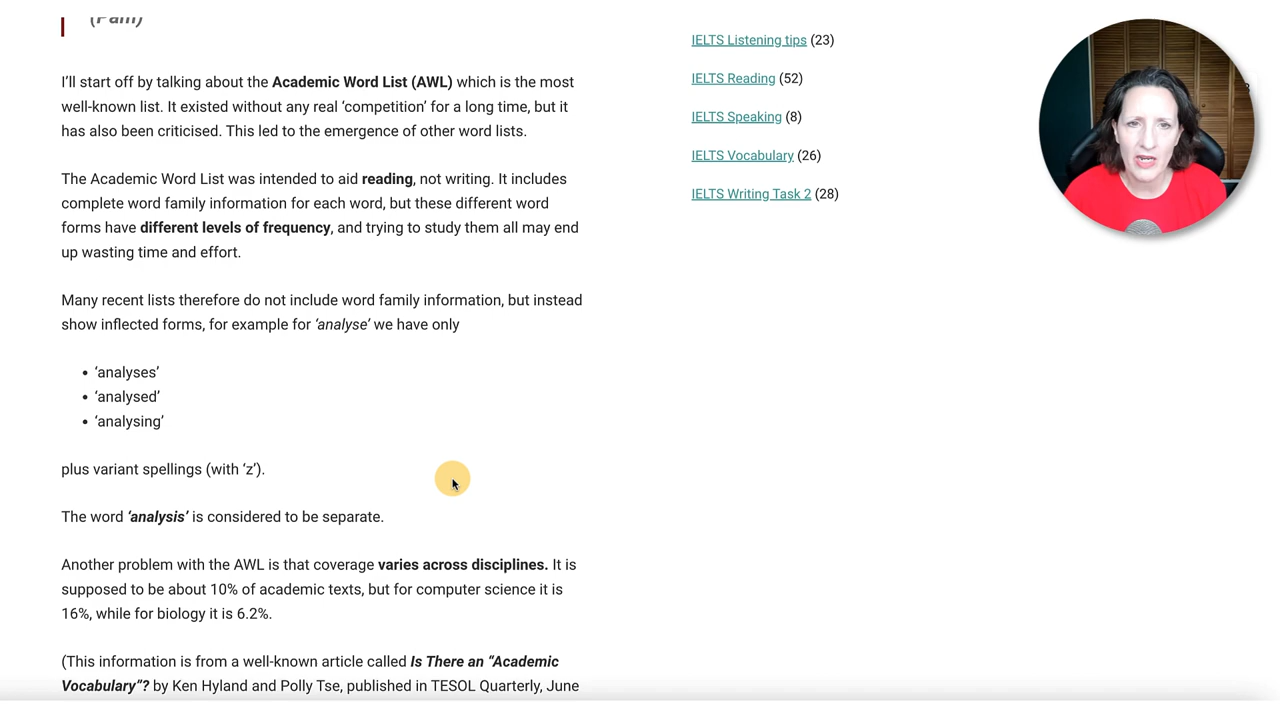 (Pam)
I’ll start off by talking about the Academic Word List (AWL) which is the most
well-known list. It existed without any real ‘competition’ for a long time, but it
has also been criticised. This led to the emergence of other word lists.
The Academic Word List was intended to aid reading, not writing. It includes
complete word family information for each word, but these different word
forms have different levels of frequency, and trying to study them all may end
up wasting time and effort.
Many recent lists therefore do not include word family information, but instead
show inflected forms, for example for ‘analyse’ we have only
• ‘analyses’
• ‘analysed’
• ‘analysing’
plus variant spellings (with ‘z’).
The word ‘analysis’ is considered to be separate.
Another problem with the AWL is that coverage varies across disciplines. It is
supposed to be about 10% of academic texts, but for computer science it is
16%, while for biology it is 6.2%.
(This information is from a well-known article called Is There an “Academic
Vocabulary”? by Ken Hyland and Polly Tse, published in TESOL Quarterly, June
IELTS Listening tips (23)
IELTS Reading (52)
IELTS Speaking (8)
IELTS Vocabulary (26)
IELTS Writing Task 2 (28)